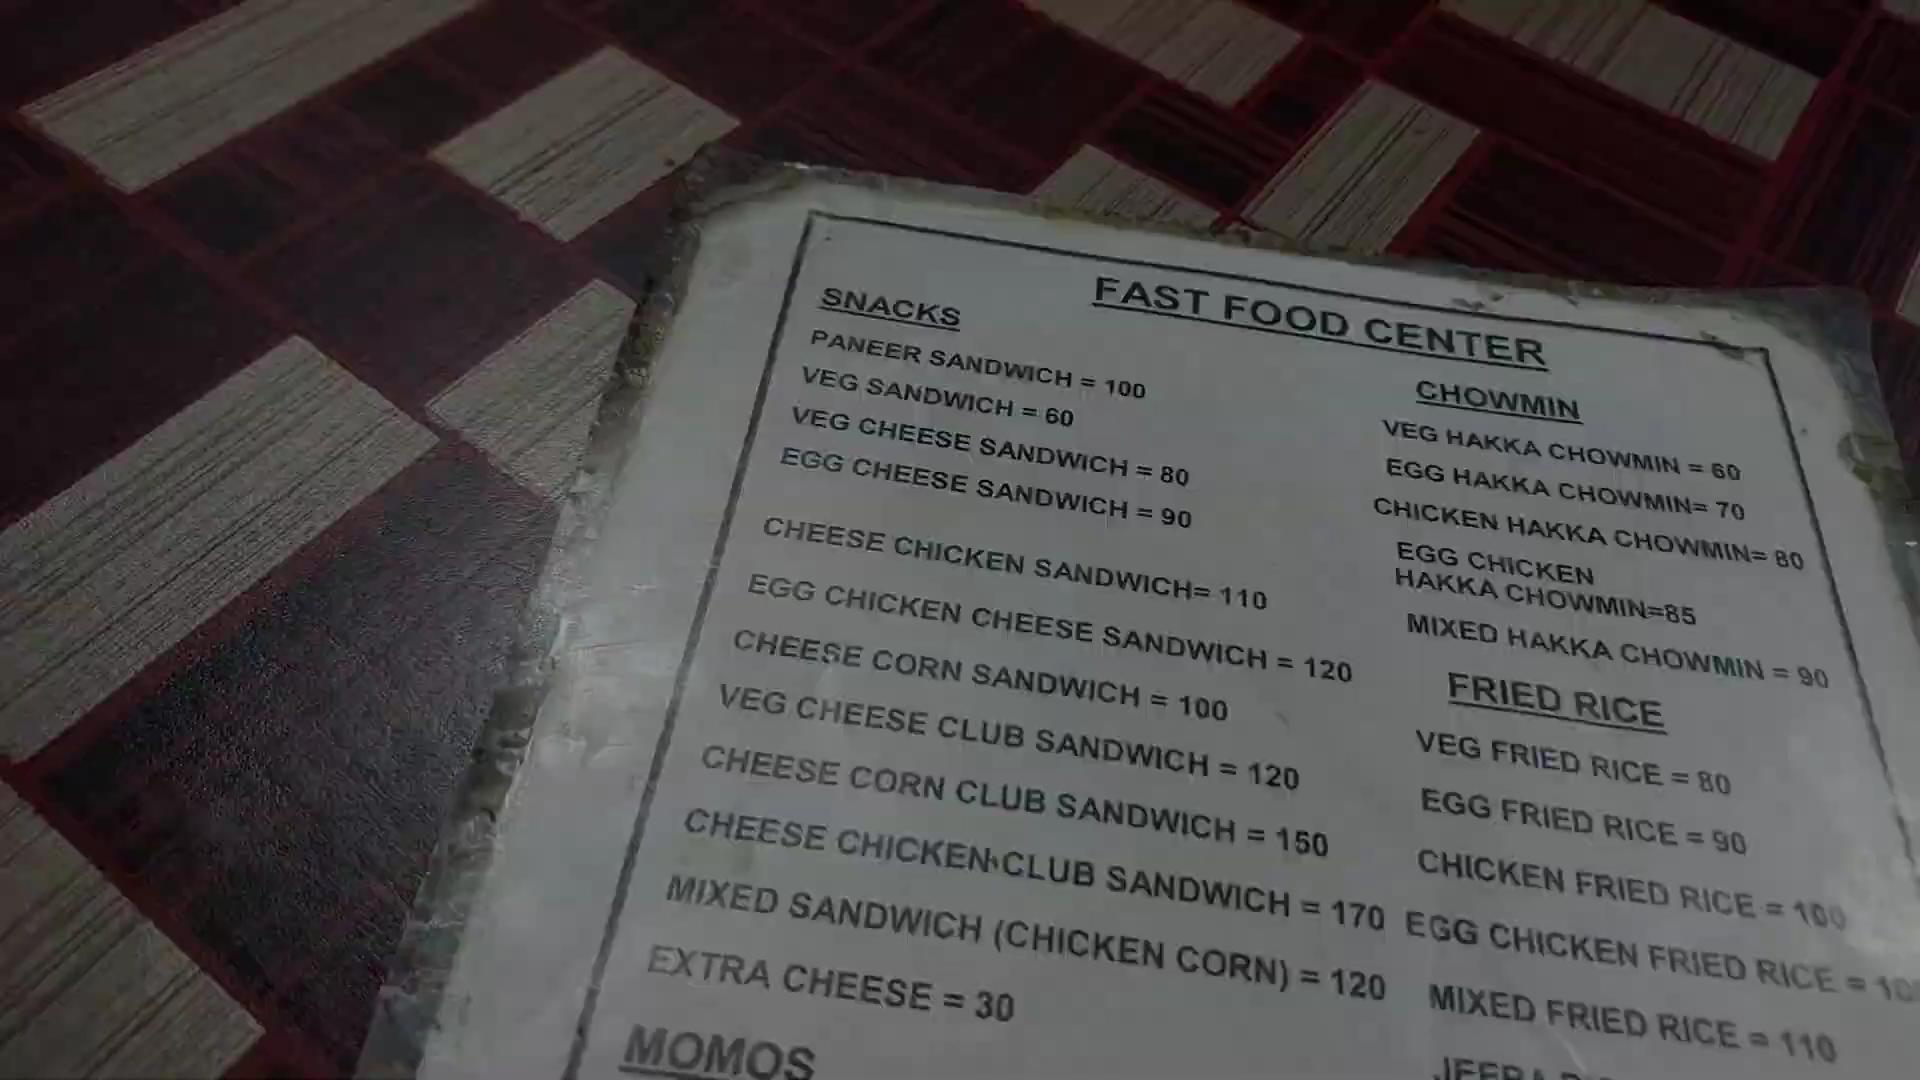 FAST FOOD CENTER
SNACKS
PANEER SANDWICH = 100
VEG SANDWICH = 60
VEG CHEESE SANDWICH = 80
EGG CHEESE SANDWICH = 90
CHEESE CHICKEN SANDWICH= 110
EGG CHICKEN CHEESE SANDWICH = 120
CHEESE CORN SANDWICH = 100
VEG CHEESE CLUB SANDWICH = 120
CHEESE CORN CLUB SANDWICH = 150
CHEESE CHICKEN CLUB SANDWICH = 170
MIXED SANDWICH (CHICKEN CORN) = 120
EXTRA CHEESE = 30
MOMOS
CHOWMIN
VEG HAKKA CHOWMIN = 60
EGG HAKKA CHOWMIN= 70
CHICKEN HAKKA CHOWMIN= 80
EGG CHICKEN
HAKKA CHOWMIN=85
MIXED HAKKA CHOWMIN = 90
FRIED RICE
VEG FRIED RICE = 80
EGG FRIED RICE = 90
CHICKEN FRIED RICE = 100
EGG CHICKEN FRIED RICE =
MIXED FRIED RICE = 110